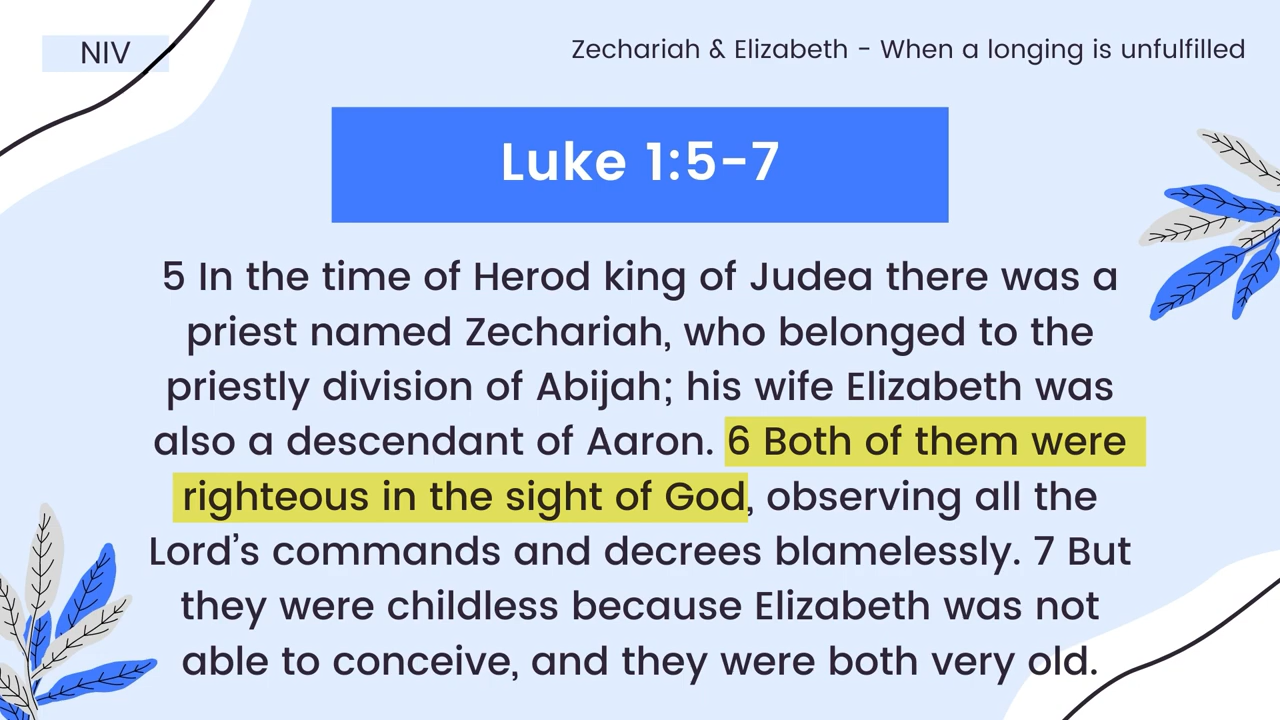 NIV
Zechariah & Elizabeth - When a longing is unfulfilled
Luke 1:5-7
5 In the time of Herod king of Judea there was a
priest named Zechariah, who belonged to the
priestly division of Abijah; his wife Elizabeth was
also a descendant of Aaron. 6 Both of them were
righteous in the sight of God, observing all the
Lord’s commands and decrees blamelessly. 7 But
they were childless because Elizabeth was not
able to conceive, and they were both very old.